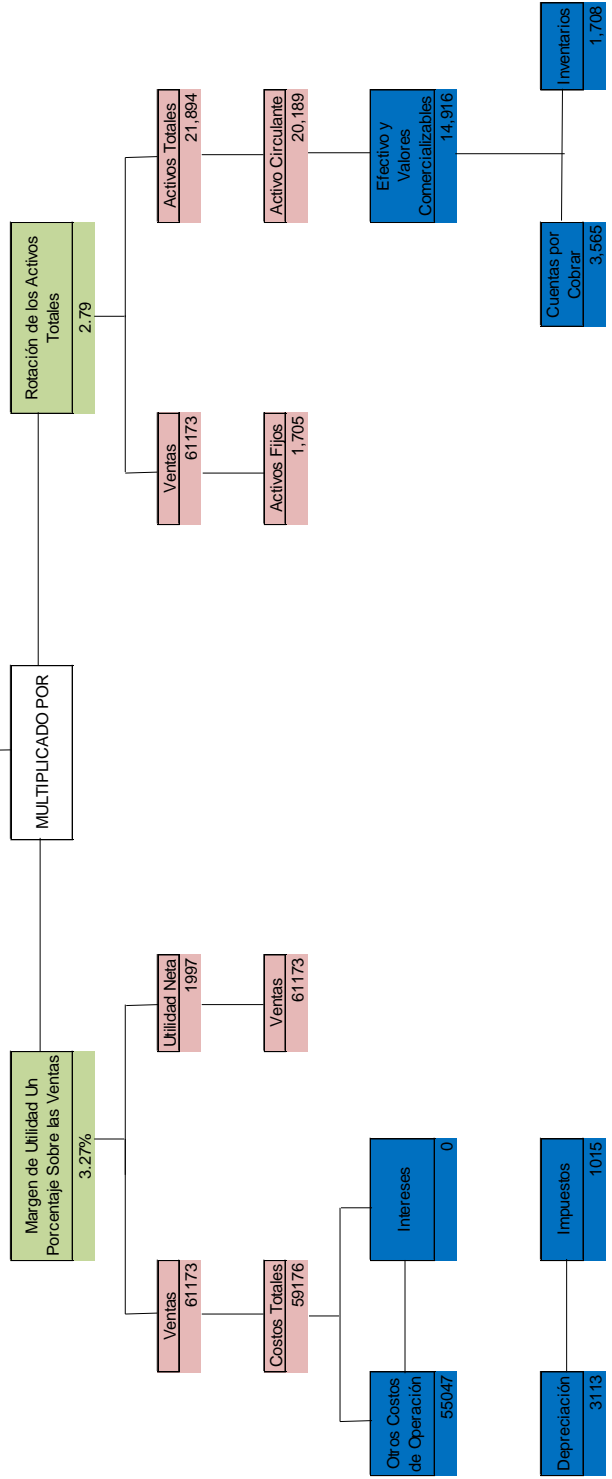 Margen de Utilidad Un
Porcentaje Sobre las Ventas
3.27%
MULTIPLICADO POR
Rotación de los Activos
Totales
2.79
Ventas
61173
Utilidad Neta
1997
Ventas
61173
Activos Totales
21,894
Costos Totales
59176
Ventas
61173
Activos Fijos
1,705
Activo Circulante
20,189
Otros Costos
de Operación
55047
Intereses
0
Efectivo y
Valores
Comercializables
14,916
Depreciación
3113
Impuestos
1015
Cuentas por
Cobrar
3,565
Inventarios
1,708